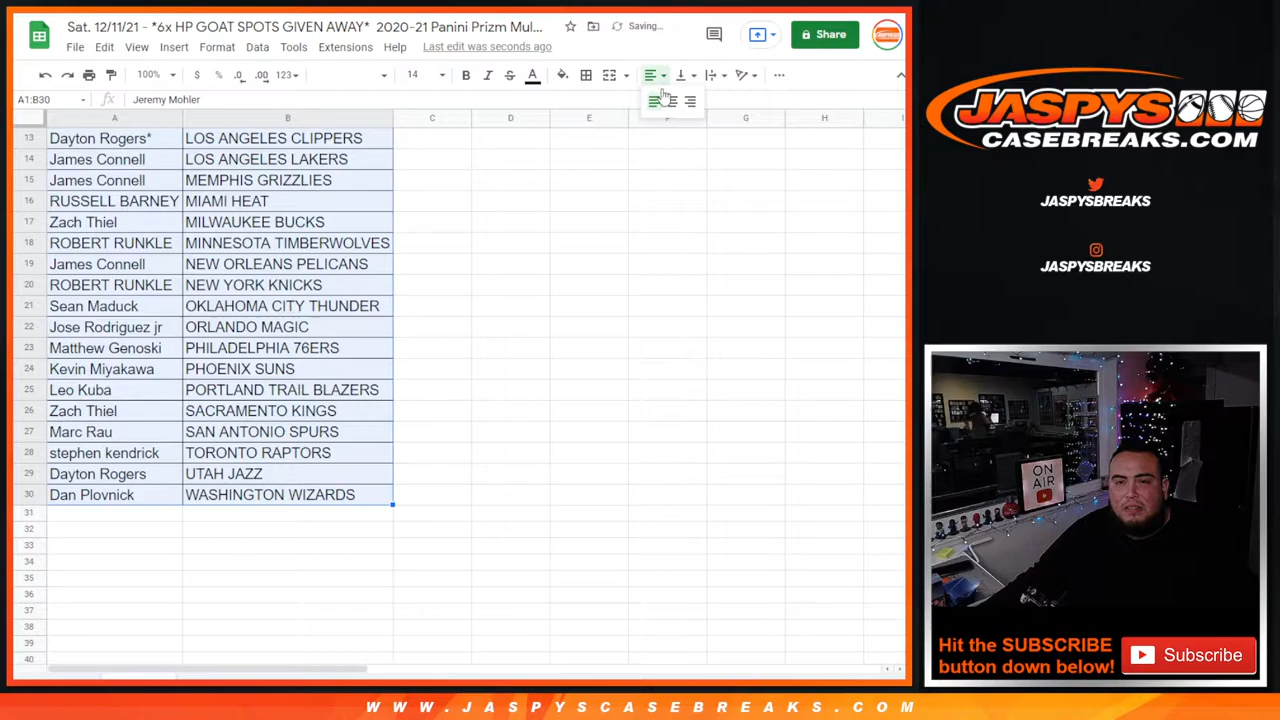 Sat. 12/11/21 - *6x HP GOAT SPOTS GIVEN AWAY* 2020-21 Panini Prizm Mul...
Saving...
Share
File Edit View Insert Format Data Tools Extensions Help Last edit was seconds ago
100% $ % .0 .00 123 14 B I S A
A1:B30 fx Jeremy Mohler
A B C D E F G H I
13 Dayton Rogers* LOS ANGELES CLIPPERS
14 James Connell LOS ANGELES LAKERS
15 James Connell MEMPHIS GRIZZLIES
16 RUSSELL BARNEY MIAMI HEAT
17 Zach Thiel MILWAUKEE BUCKS
18 ROBERT RUNKLE MINNESOTA TIMBERWOLVES
19 James Connell NEW ORLEANS PELICANS
20 ROBERT RUNKLE NEW YORK KNICKS
21 Sean Maduck OKLAHOMA CITY THUNDER
22 Jose Rodriguez jr ORLANDO MAGIC
23 Matthew Genoski PHILADELPHIA 76ERS
24 Kevin Miyakawa PHOENIX SUNS
25 Leo Kuba PORTLAND TRAIL BLAZERS
26 Zach Thiel SACRAMENTO KINGS
27 Marc Rau SAN ANTONIO SPURS
28 stephen kendrick TORONTO RAPTORS
29 Dayton Rogers UTAH JAZZ
30 Dan Plovnick WASHINGTON WIZARDS
31
32
33
34
35
36
37
38
39
40
JASPYS
CASEBREAKS.COM
JASPYSBREAKS
JASPYSBREAKS
ON
AIR
Hit the SUBSCRIBE
button down below!
Subscribe
WWW.JASPYSCASEBREAKS.COM